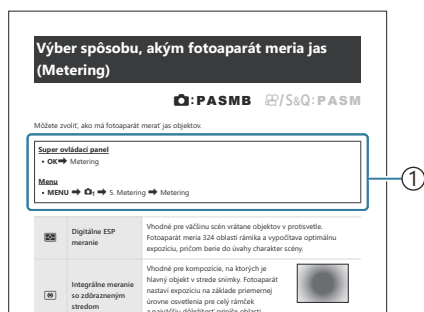 Výber spôsobu, akým fotoaparát meria jas
(Metering)
:PASMB /S&Q:PASM
Môžete zvoliť, ako má fotoaparát merať jas objektov.
Super ovládací panel
• OK ➡ Metering
Menu
• MENU ➡ 1 ➡ 5. Metering ➡ Metering
1
Digitálne ESP
meranie
Vhodné pre väčšinu scén vrátane objektov v protisvetle.
Fotoaparát meria 324 oblastí rámika a vypočítava optimálnu
expozíciu, pričom berie do úvahy charakter scény.
Integrálne meranie
so zdôrazneným
stredom
Vhodné pre kompozície, na ktorých je
hlavný objekt v strede snímky. Fotoaparát
nastaví expozíciu na základe priemernej
úrovne osvetlenia pre celý rámček